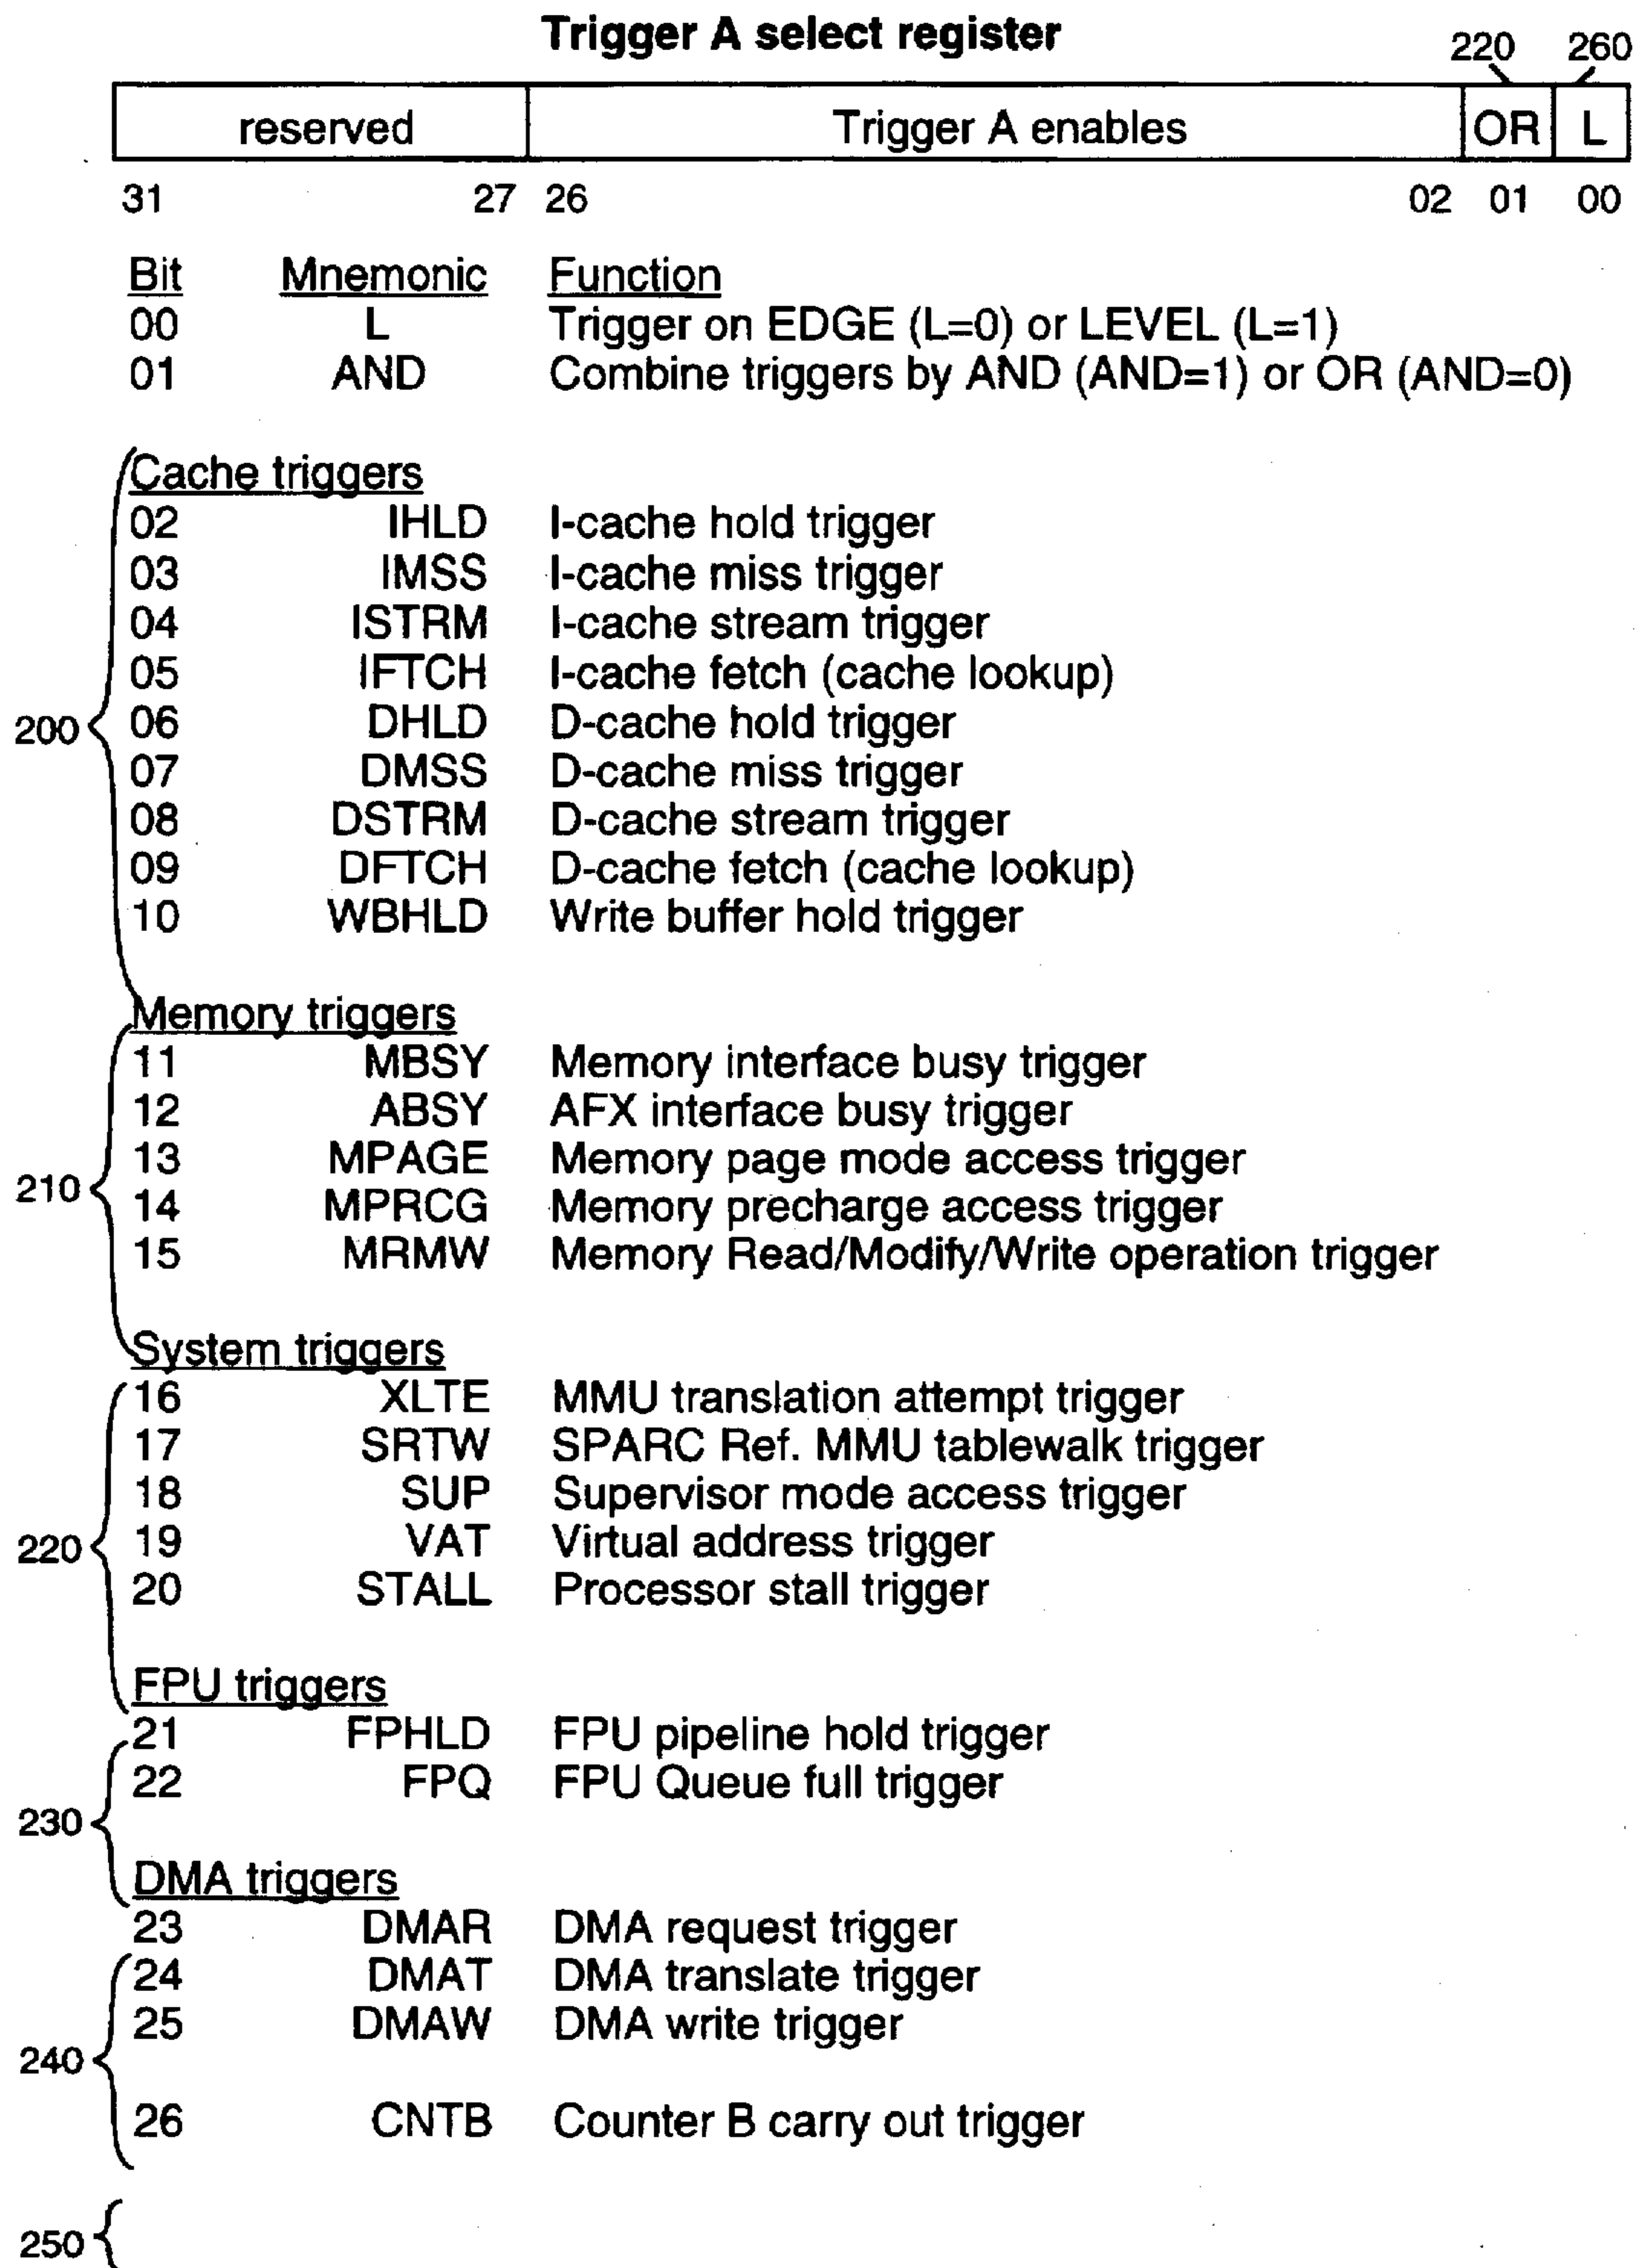 Trigger A select register
220 260
reserved Trigger A enables OR L
31 27 26 02 01 00
Bit Mnemonic Function
00 L Trigger on EDGE (L=0) or LEVEL (L=1)
01 AND Combine triggers by AND (AND=1) or OR (AND=0)
Cache triggers
02 IHLD I-cache hold trigger
03 IMSS I-cache miss trigger
04 ISTRM I-cache stream trigger
05 IFTCH I-cache fetch (cache lookup)
200 06 DHLD D-cache hold trigger
07 DMSS D-cache miss trigger
08 DSTRM D-cache stream trigger
09 DFTCH D-cache fetch (cache lookup)
10 WBHLD Write buffer hold trigger
Memory triggers
11 MBSY Memory interface busy trigger
12 ABSY AFX interface busy trigger
13 MPAGE Memory page mode access trigger
210 14 MPRCG Memory precharge access trigger
15 MRMW Memory Read/Modify/Write operation trigger
System triggers
16 XLTE MMU translation attempt trigger
17 SRTW SPARC Ref. MMU tablewalk trigger
18 SUP Supervisor mode access trigger
220 19 VAT Virtual address trigger
20 STALL Processor stall trigger
FPU triggers
21 FPHLD FPU pipeline hold trigger
22 FPQ FPU Queue full trigger
230
DMA triggers
23 DMAR DMA request trigger
24 DMAT DMA translate trigger
25 DMAW DMA write trigger
240
26 CNTB Counter B carry out trigger
250